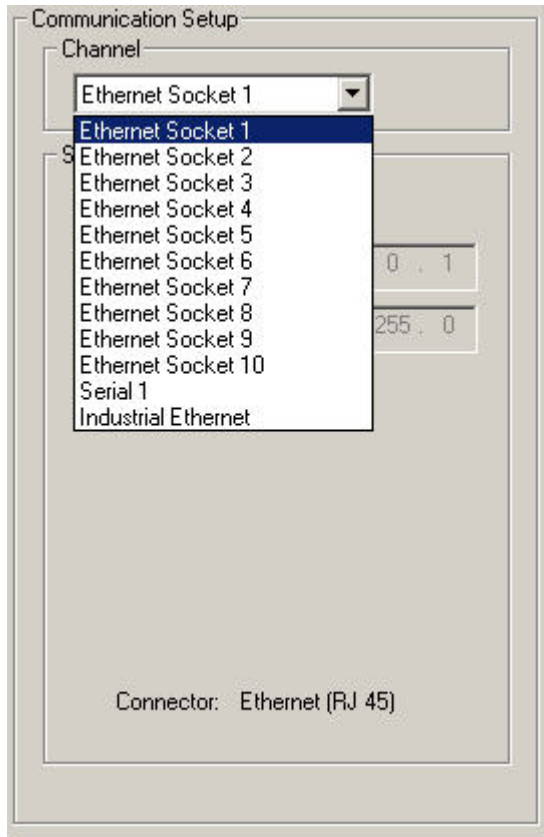 Communication Setup
Channel
Ethernet Socket 1
Ethernet Socket 1
Ethernet Socket 2
Ethernet Socket 3
Ethernet Socket 4
Ethernet Socket 5
Ethernet Socket 6
0 . 1
Ethernet Socket 7
Ethernet Socket 8
Ethernet Socket 9
255 . 0
Ethernet Socket 10
Serial 1
Industrial Ethernet
Connector: Ethernet (RJ 45)